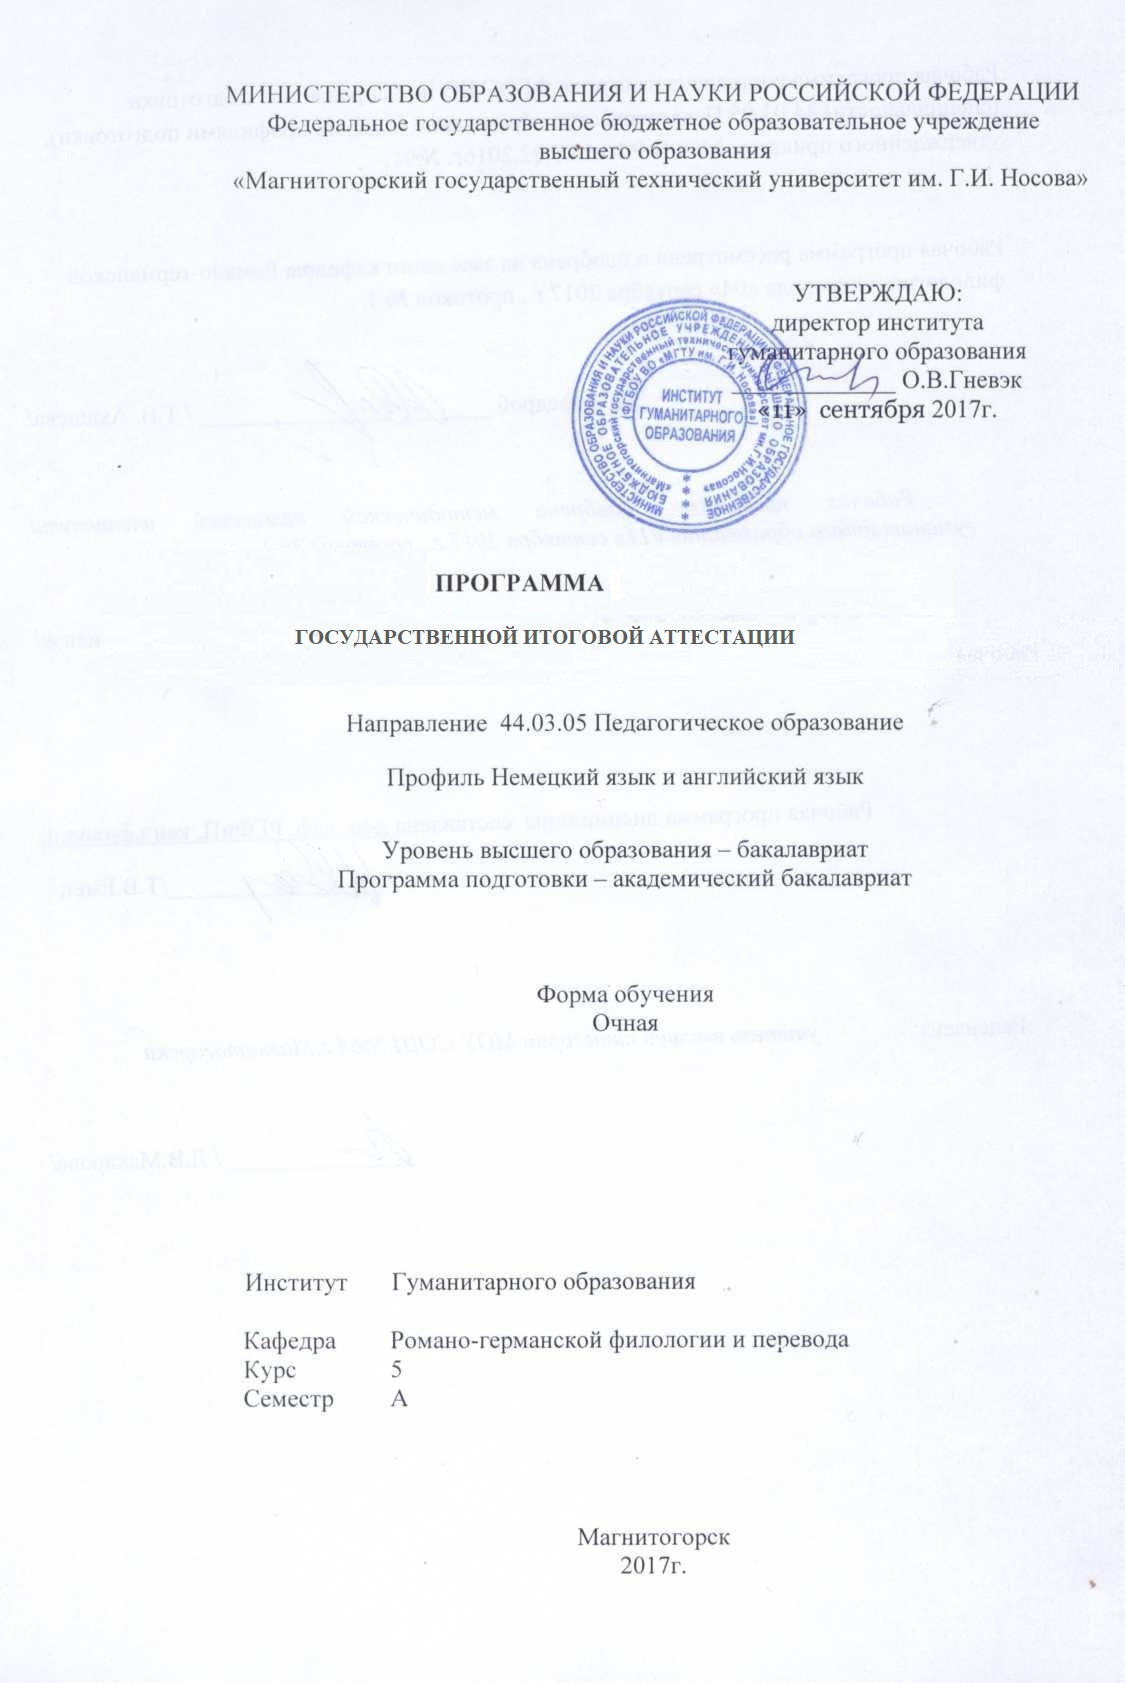 МИНИСТЕРСТВО ОБРАЗОВАНИЯ И НАУКИ РОССИЙСКОЙ ФЕДЕРАЦИИ
Федеральное государственное бюджетное образовательное учреждение
высшего образования
«Магнитогорский государственный технический университет им. Г.И. Носова»
УТВЕРЖДАЮ:
директор института
гуманитарного образования
О.В.Гневэк
«11» сентября 2017г.
ИНСТИТУТ
ГУМАНИТАРНОГО
ОБРАЗОВАНИЯ
ПРОГРАММА
ГОСУДАРСТВЕННОЙ ИТОГОВОЙ АТТЕСТАЦИИ
Направление 44.03.05 Педагогическое образование
Профиль Немецкий язык и английский язык
Уровень высшего образования – бакалавриат
Программа подготовки – академический бакалавриат
Форма обучения
Очная
Институт Гуманитарного образования
Кафедра Романо-германской филологии и перевода
Курс 5
Семестр А
Магнитогорск
2017г.